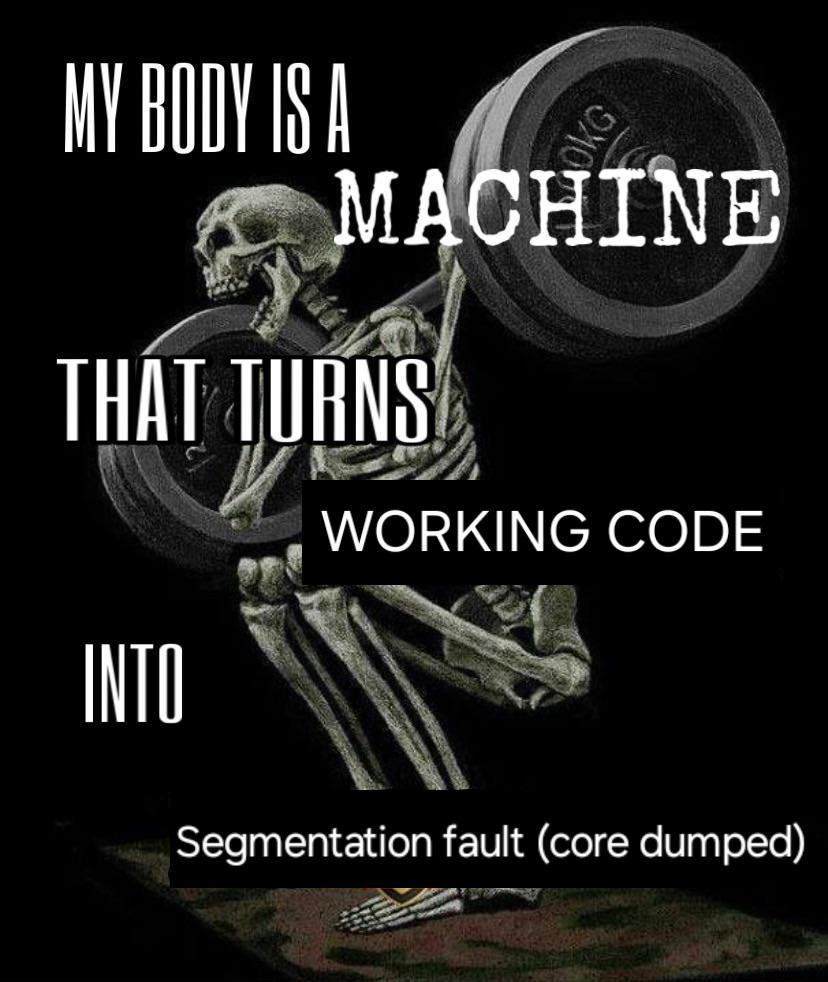 MY BODY IS A
MACHINE
THAT TURNS
WORKING CODE
INTO
Segmentation fault (core dumped)